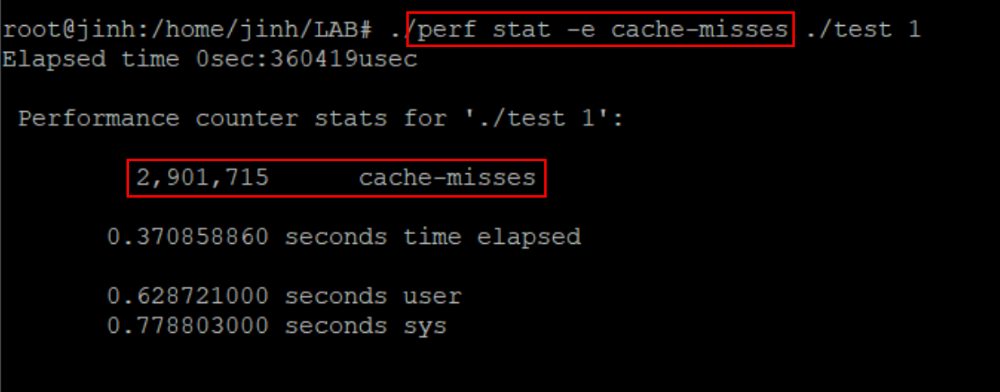 root@jinh:/home/jinh/LAB# ./perf stat -e cache-misses ./test 1
Elapsed time 0sec:360419usec
Performance counter stats for './test 1':
2,901,715 cache-misses
0.370858860 seconds time elapsed
0.628721000 seconds user
0.778803000 seconds sys